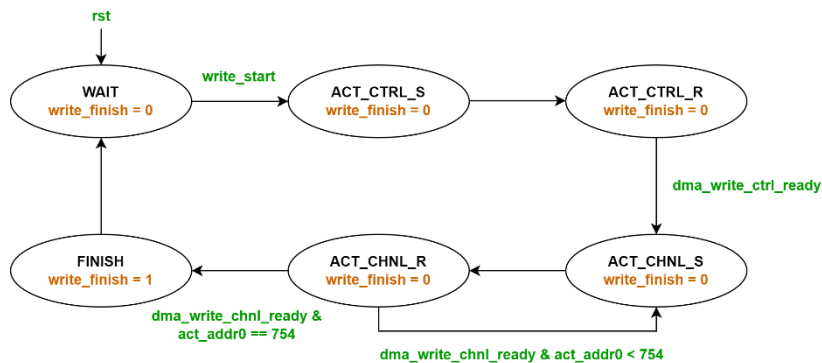 rst
WAIT
write_finish = 0
write_start
ACT_CTRL_S
write_finish = 0
ACT_CTRL_R
write_finish = 0
dma_write_ctrl_ready
FINISH
write_finish = 1
ACT_CHNL_R
write_finish = 0
ACT_CHNL_S
write_finish = 0
dma_write_chnl_ready &
act_addr0 == 754
dma_write_chnl_ready & act_addr0 < 754